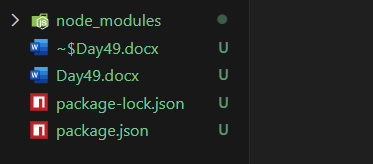 node_modules
~$Day49.docx U
Day49.docx U
package-lock.json U
package.json U